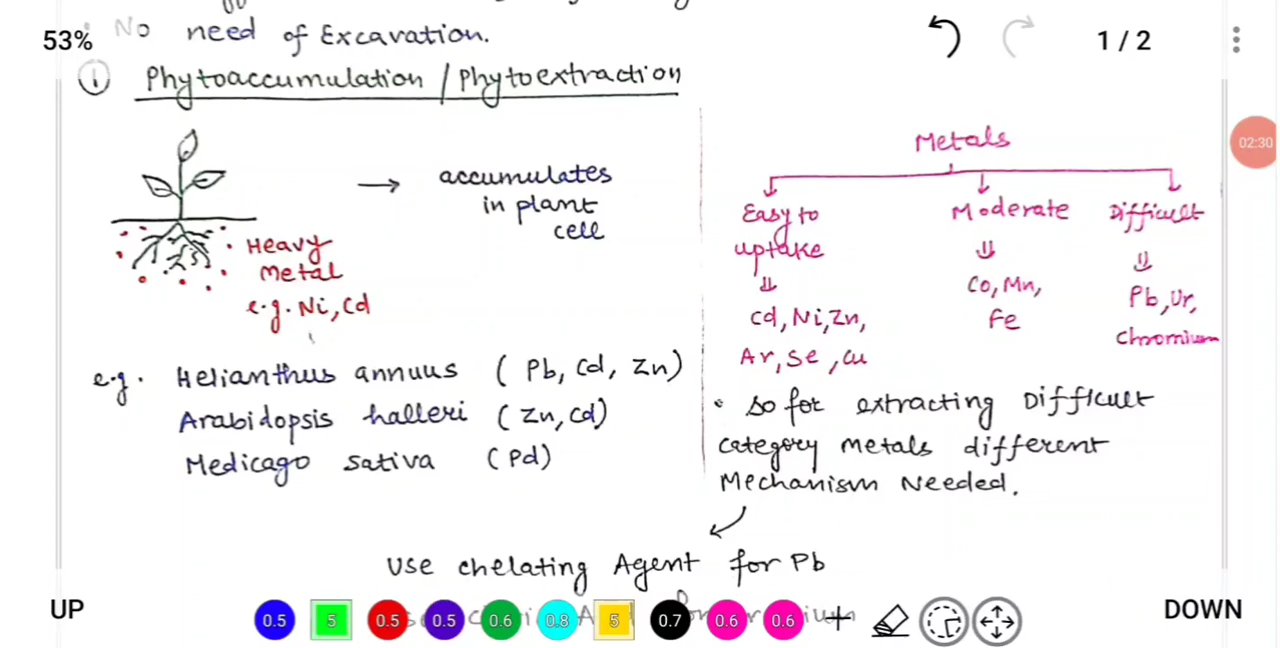 53%
No need of Excavation.
1 / 2
① Phytoaccumulation / Phytoextraction
02:30
→ accumulates
in plant
cell
Heavy
Metal
e.g. Ni, Cd
e.g. Helianthus annuus ( Pb, Cd, Zn)
Arabidopsis halleri ( Zn, Cd)
Medicago sativa ( Pd)
Metals
Easy to
uptake
⇓
Cd, Ni, Zn,
Ar, Se, Cu
Moderate
⇓
Co, Mn,
Fe
Difficult
⇓
Pb, Ur,
Chromium
• So for extracting Difficult
category metals different
Mechanism Needed.
Use chelating Agent for Pb
UP
0.5 5 0.5 0.5 0.6 0.8 5 0.7 0.6 0.6 +
DOWN